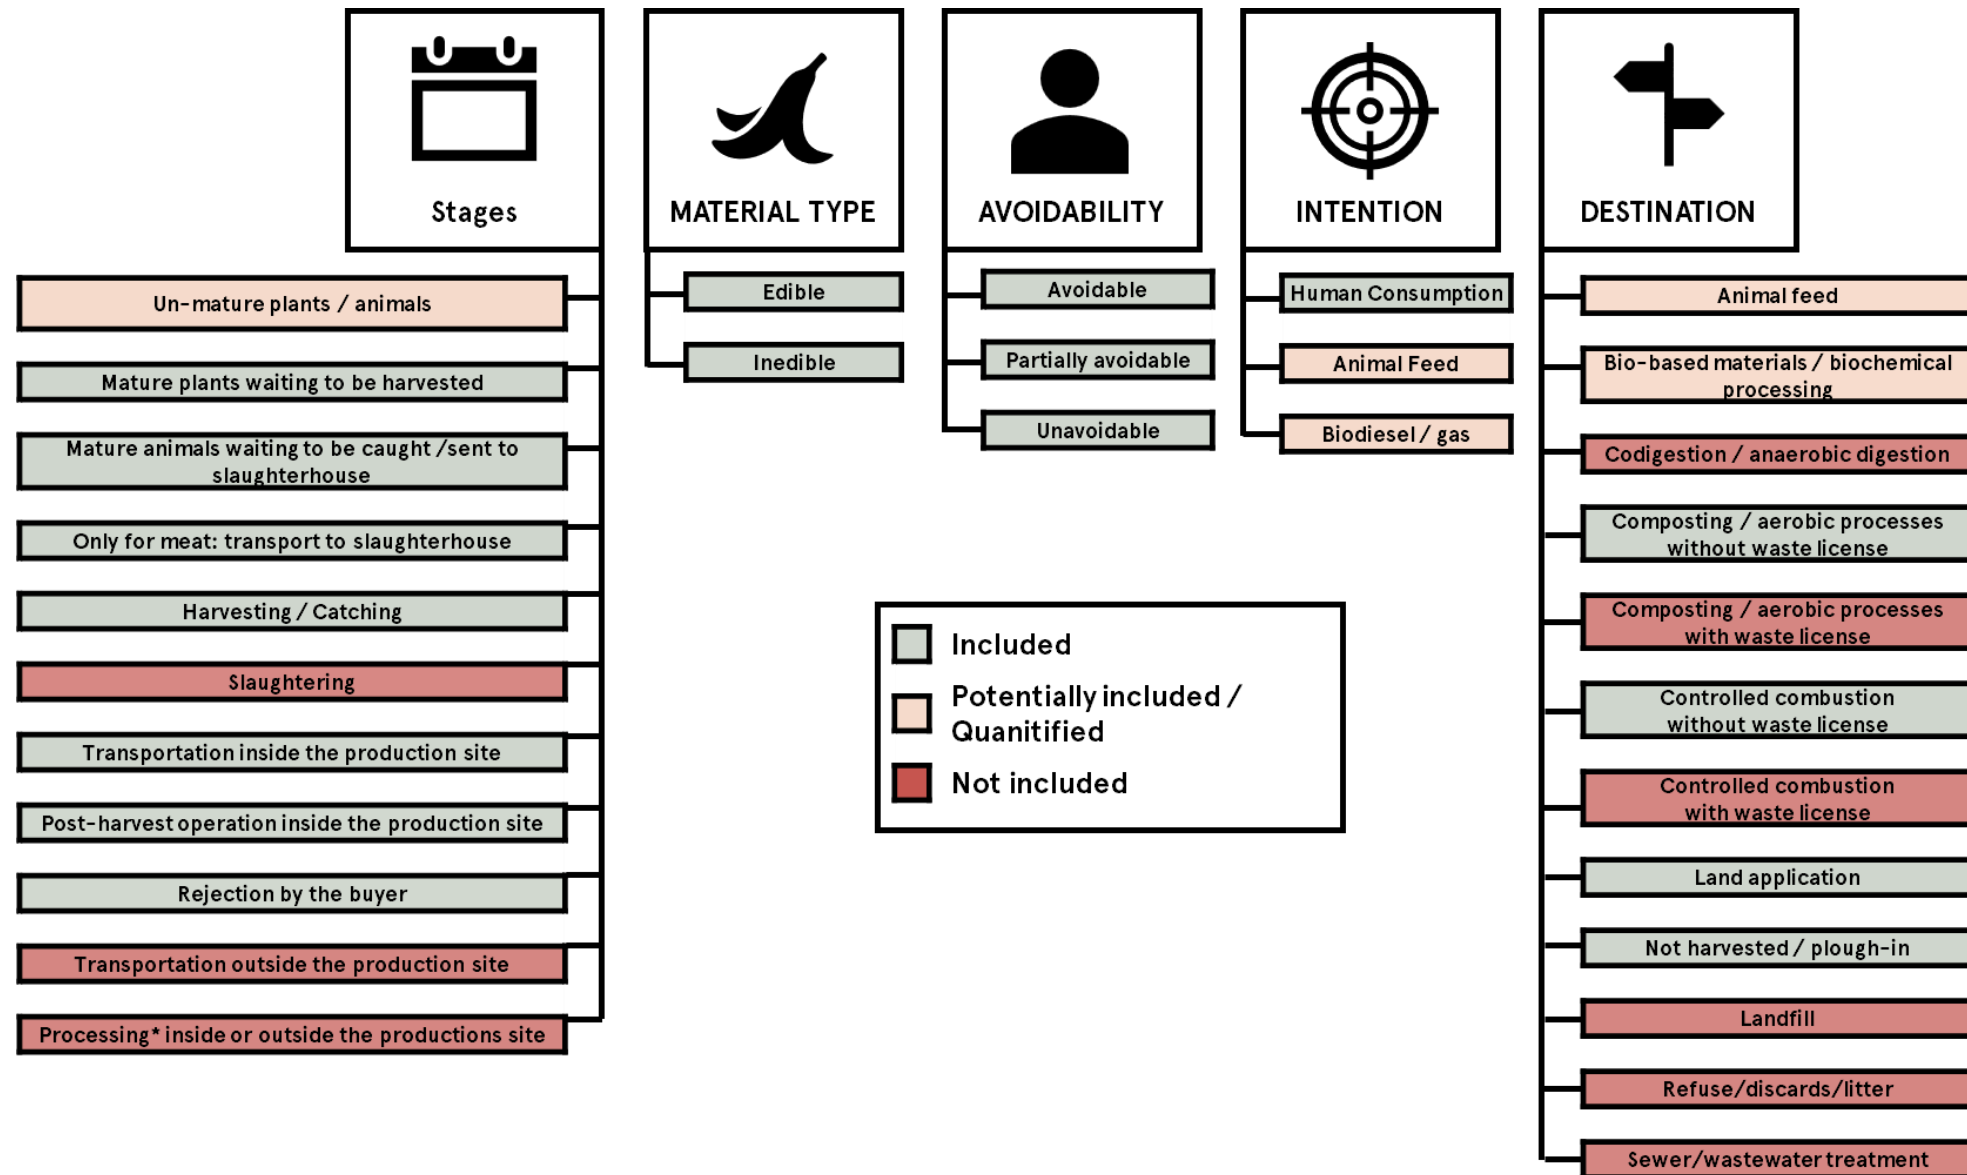 Stages
MATERIAL TYPE
AVOIDABILITY
INTENTION
DESTINATION
Un-mature plants / animals
Mature plants waiting to be harvested
Mature animals waiting to be caught /sent to
slaughterhouse
Only for meat: transport to slaughterhouse
Harvesting / Catching
Slaughtering
Transportation inside the production site
Post-harvest operation inside the production site
Rejection by the buyer
Transportation outside the production site
Processing* inside or outside the productions site
Edible
Inedible
Avoidable
Partially avoidable
Unavoidable
Human Consumption
Animal Feed
Biodiesel / gas
Animal feed
Bio-based materials / biochemical
processing
Codigestion / anaerobic digestion
Composting / aerobic processes
without waste license
Composting / aerobic processes
with waste license
Controlled combustion
without waste license
Controlled combustion
with waste license
Land application
Not harvested / plough-in
Landfill
Refuse/discards/litter
Sewer/wastewater treatment
Included
Potentially included /
Quanitified
Not included